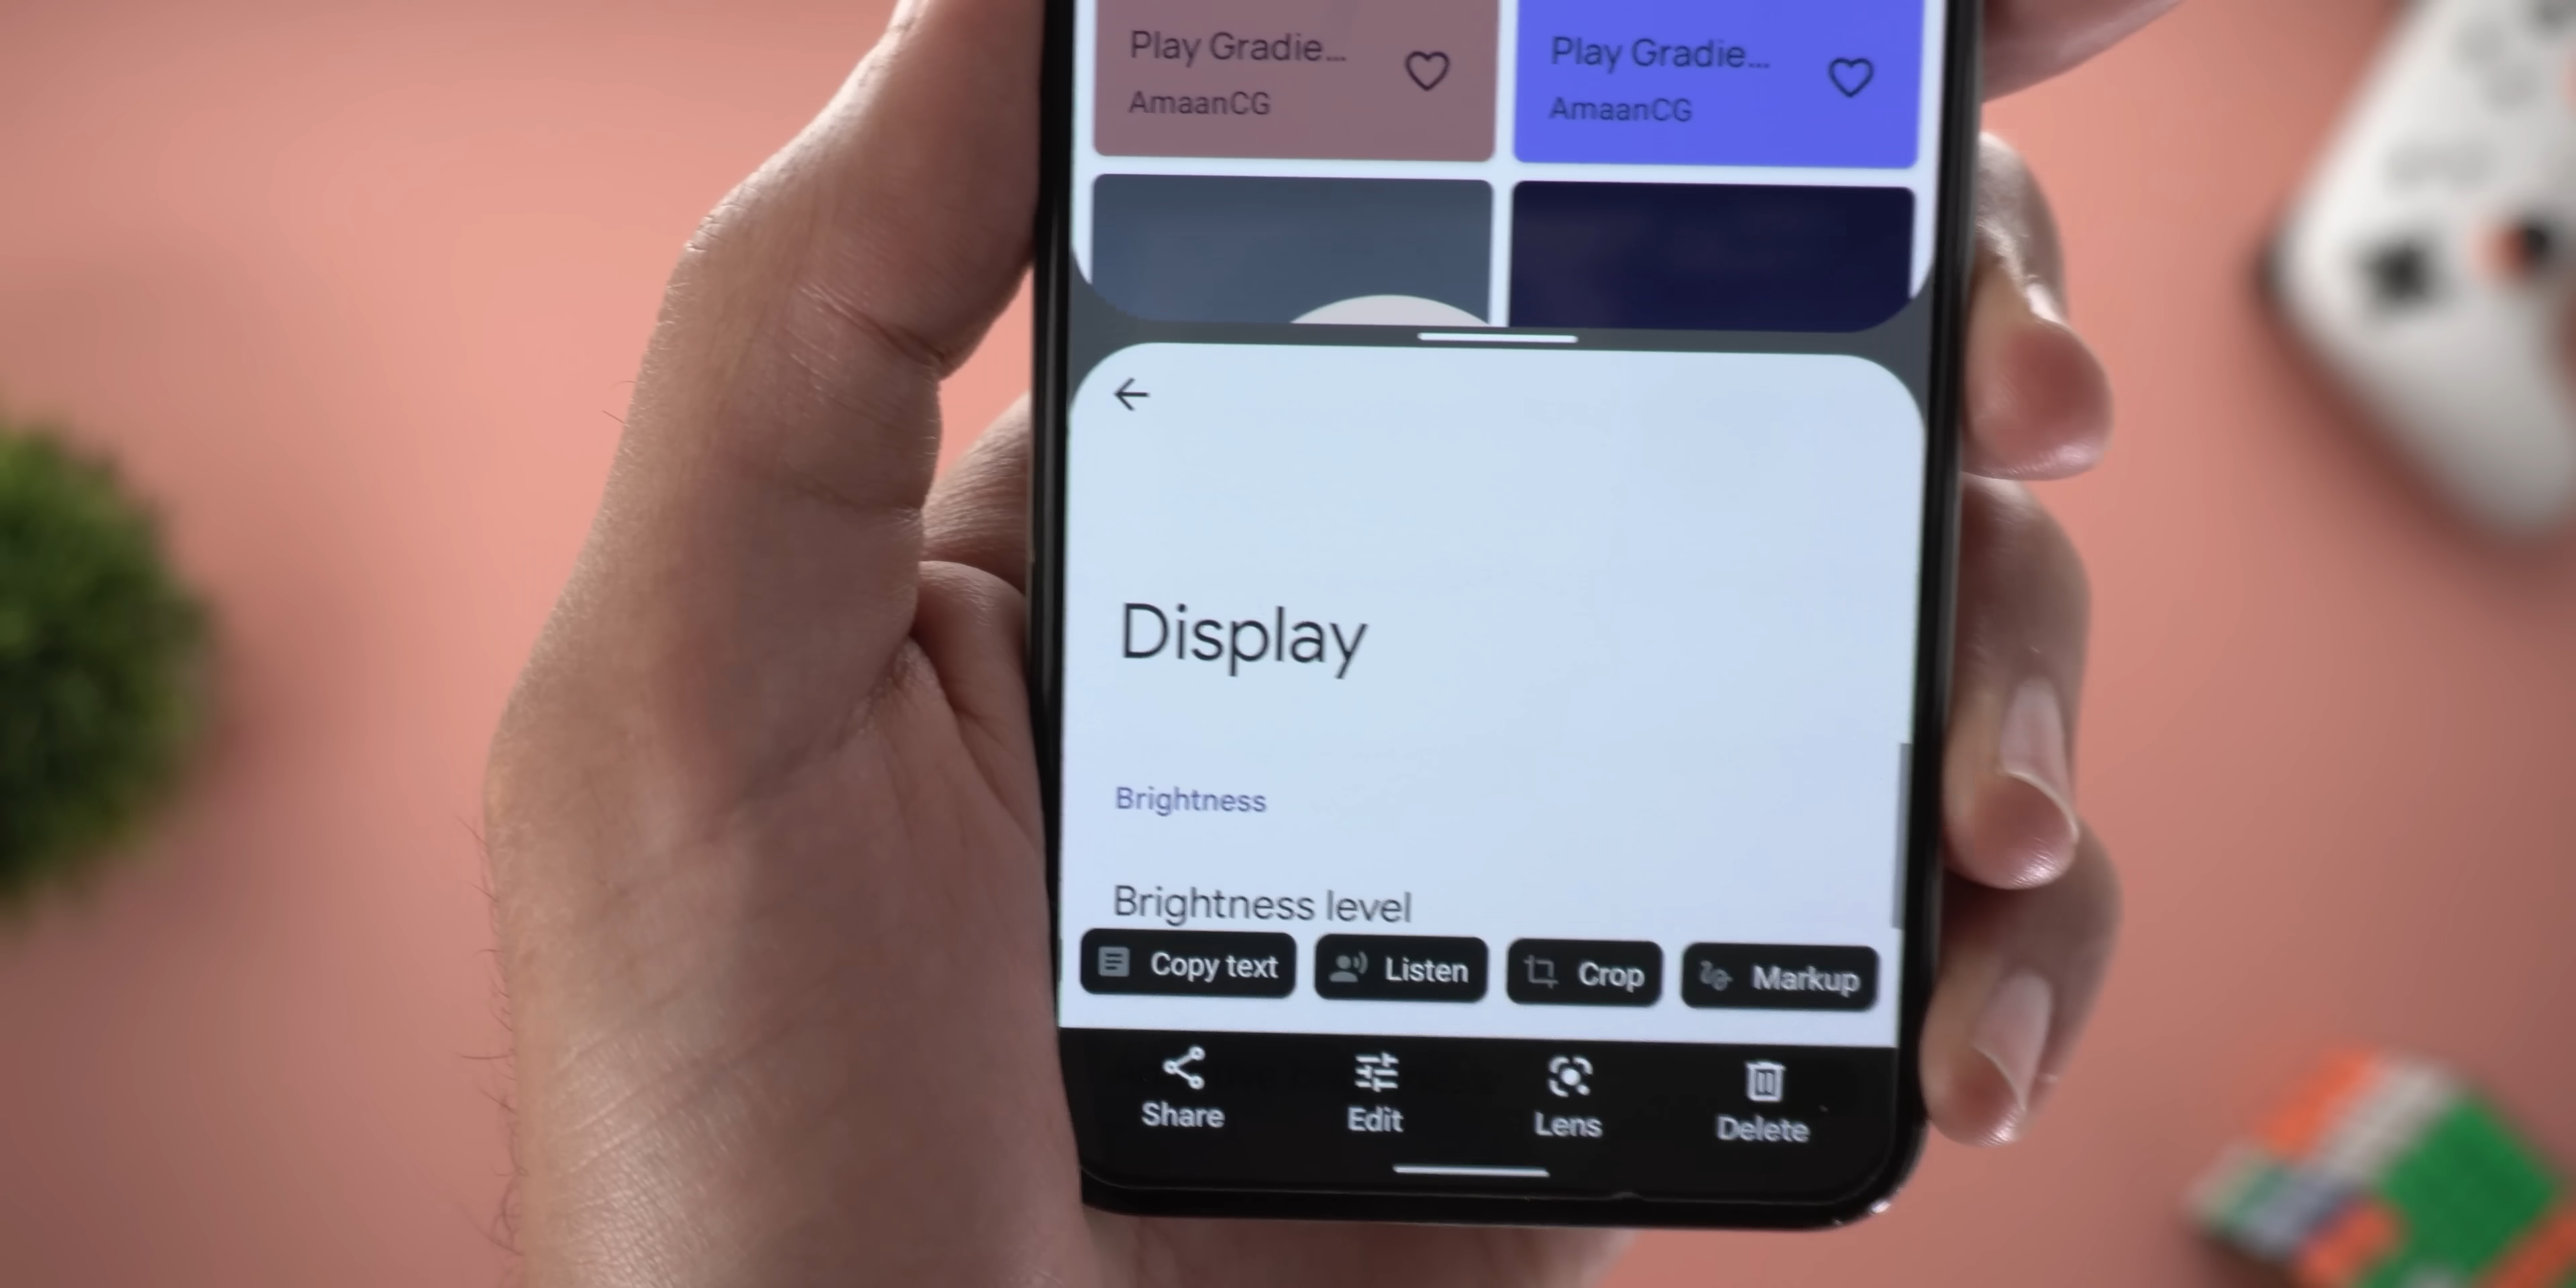 Play Gradie...
AmaanCG
Play Gradie...
AmaanCG
Display
Brightness
Brightness level
Copy text
Listen
Crop
Markup
Share
Edit
Lens
Delete